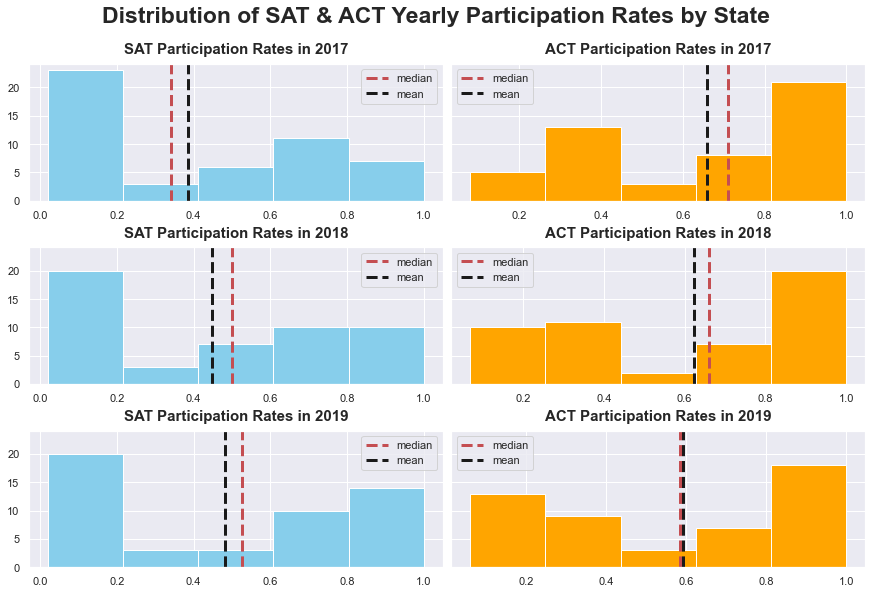 Distribution of SAT & ACT Yearly Participation Rates by State
SAT Participation Rates in 2017
ACT Participation Rates in 2017
median
mean
median
mean
20
15
10
5
0
0.0 0.2 0.4 0.6 0.8 1.0
0.2 0.4 0.6 0.8 1.0
SAT Participation Rates in 2018
ACT Participation Rates in 2018
median
mean
median
mean
20
15
10
5
0
0.0 0.2 0.4 0.6 0.8 1.0
0.2 0.4 0.6 0.8 1.0
SAT Participation Rates in 2019
ACT Participation Rates in 2019
median
mean
median
mean
20
15
10
5
0
0.0 0.2 0.4 0.6 0.8 1.0
0.2 0.4 0.6 0.8 1.0